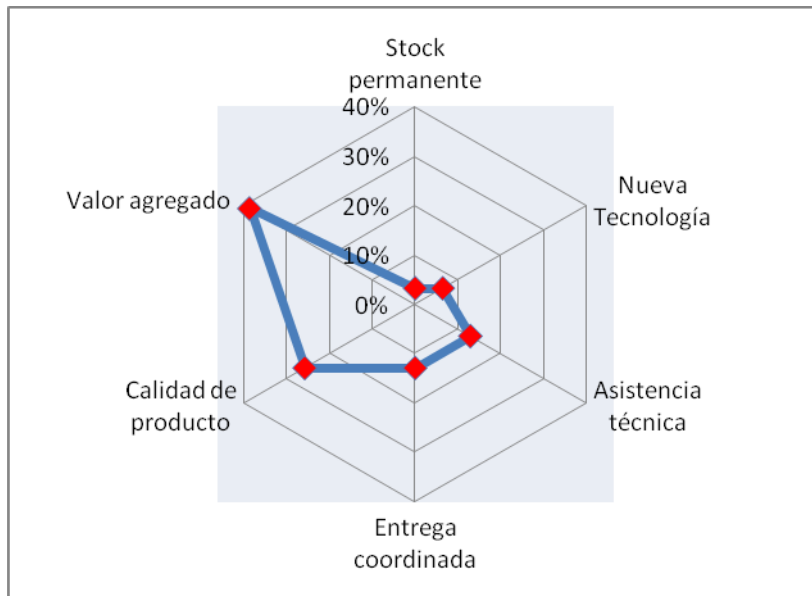 Stock
permanente
40%
30%
20%
10%
0%
Nueva
Tecnología
Asistencia
técnica
Entrega
coordinada
Calidad de
producto
Valor agregado